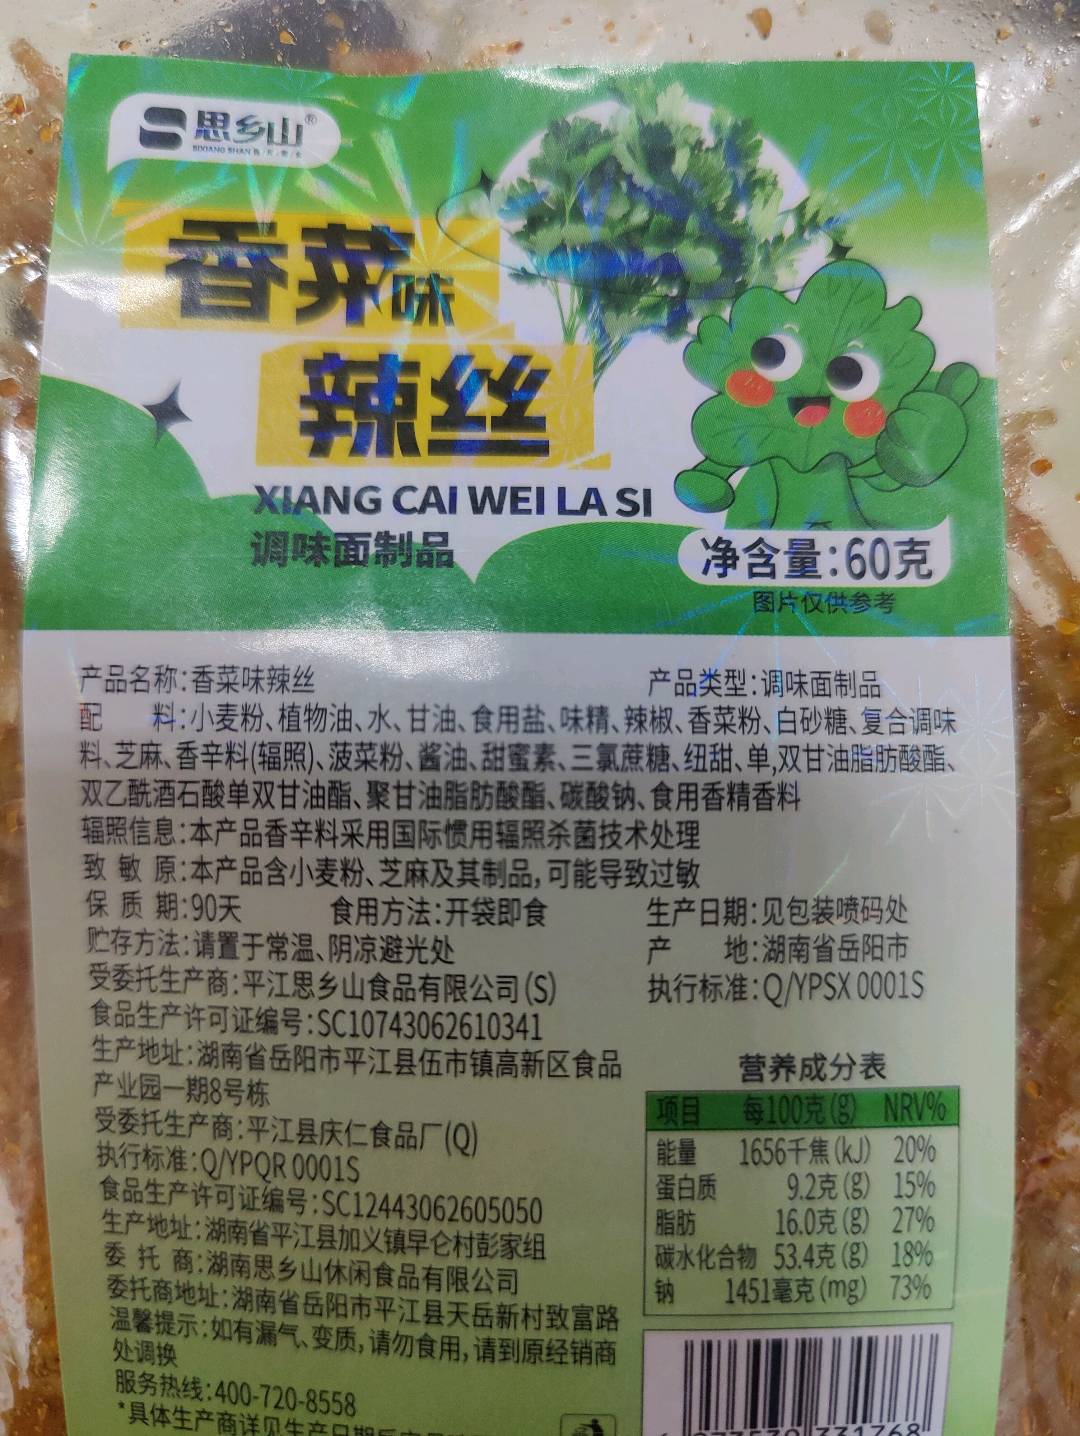 思乡山®
SIXIANG SHAN
香菜味
辣丝
XIANG CAI WEI LA SI
调味面制品
净含量:60克
图片仅供参考
产品名称:香菜味辣丝 产品类型:调味面制品
配 料:小麦粉、植物油、水、甘油、食用盐、味精、辣椒、香菜粉、白砂糖、复合调味
料、芝麻、香辛料(辐照)、菠菜粉、酱油、甜蜜素、三氯蔗糖、纽甜、单,双甘油脂肪酸酯、
双乙酰酒石酸单双甘油酯、聚甘油脂肪酸酯、碳酸钠、食用香精香料
辐照信息:本产品香辛料采用国际惯用辐照杀菌技术处理
致 敏 原:本产品含小麦粉、芝麻及其制品,可能导致过敏
保 质 期:90天 食用方法:开袋即食 生产日期:见包装喷码处
贮存方法:请置于常温、阴凉避光处 产 地:湖南省岳阳市
受委托生产商:平江思乡山食品有限公司(S) 执行标准:Q/YPSX 0001S
食品生产许可证编号:SC10743062610341
生产地址:湖南省岳阳市平江县伍市镇高新区食品
产业园一期8号栋
受委托生产商:平江县庆仁食品厂(Q)
执行标准:Q/YPQR 0001S
食品生产许可证编号:SC12443062605050
生产地址:湖南省平江县加义镇早仑村彭家组
委 托 商:湖南思乡山休闲食品有限公司
委托商地址:湖南省岳阳市平江县天岳新村致富路
温馨提示:如有漏气、变质,请勿食用,请到原经销商
处调换
服务热线:400-720-8558
*具体生产商详见生产日期
营养成分表
项目 每100克(g) NRV%
能量 1656千焦(kJ) 20%
蛋白质 9.2克(g) 15%
脂肪 16.0克(g) 27%
碳水化合物 53.4克(g) 18%
钠 1451毫克(mg) 73%